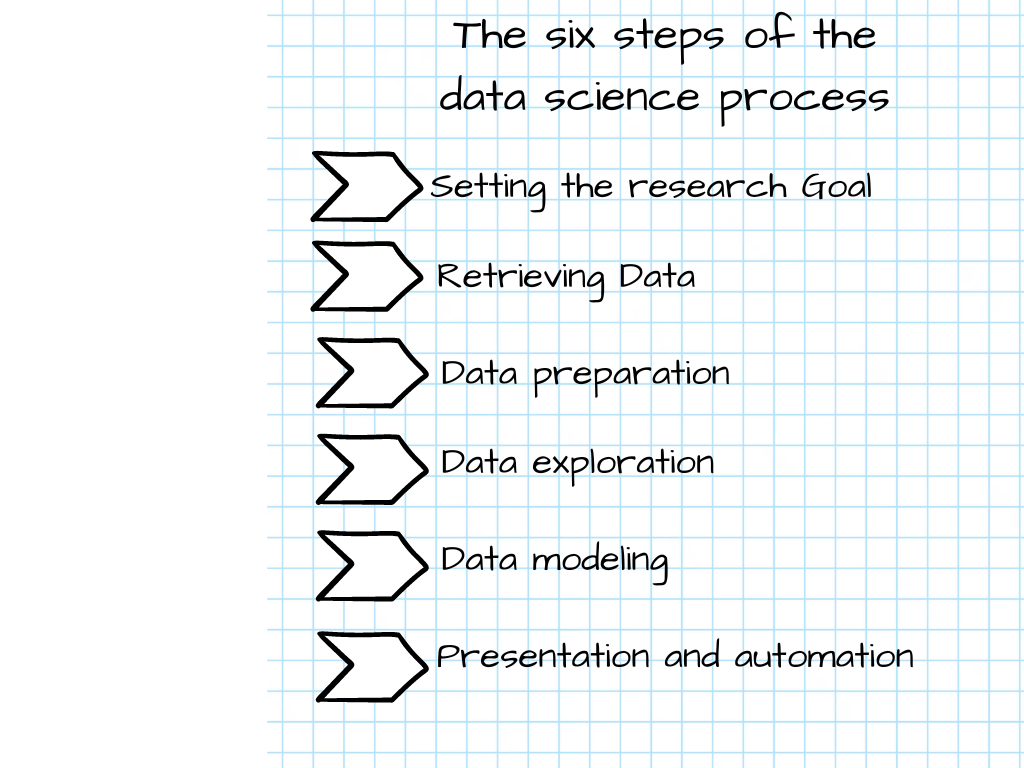 The six steps of the
data science process
Setting the research Goal
Retrieving Data
Data preparation
Data exploration
Data modeling
Presentation and automation